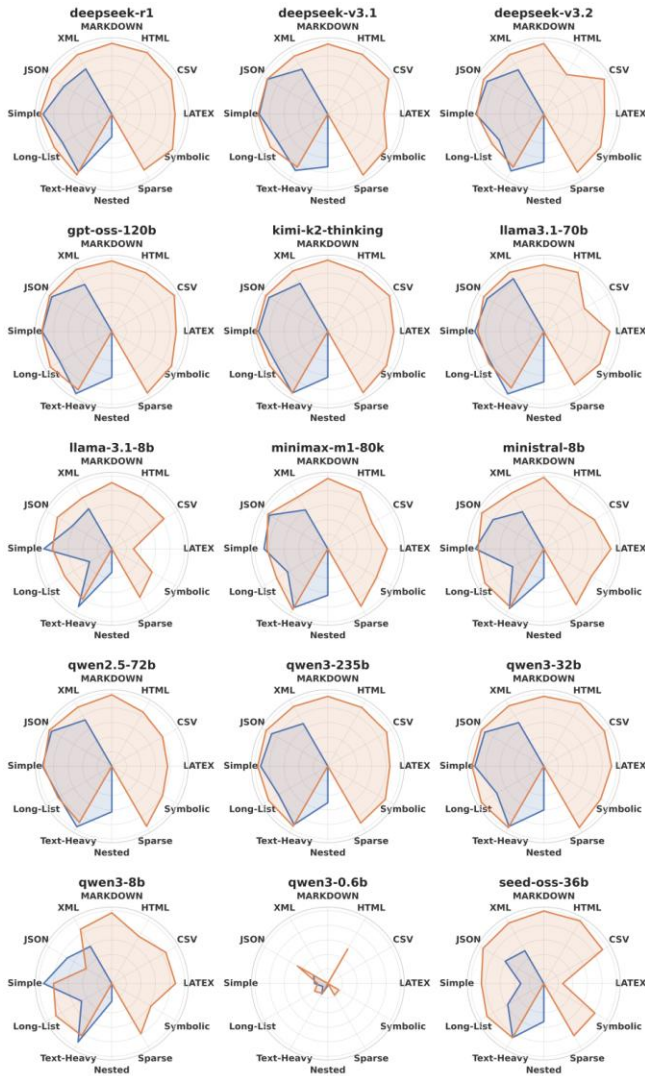 deepseek-r1 deepseek-v3.1 deepseek-v3.2
MARKDOWN MARKDOWN MARKDOWN
XML HTML XML HTML XML HTML
JSON CSV JSON CSV JSON CSV
Simple LATEX Simple LATEX Simple LATEX
Long-List Symbolic Long-List Symbolic Long-List Symbolic
Text-Heavy Sparse Text-Heavy Sparse Text-Heavy Sparse
Nested Nested Nested
gpt-oss-120b kimi-k2-thinking llama3.1-70b
MARKDOWN MARKDOWN MARKDOWN
XML HTML XML HTML XML HTML
JSON CSV JSON CSV JSON CSV
Simple LATEX Simple LATEX Simple LATEX
Long-List Symbolic Long-List Symbolic Long-List Symbolic
Text-Heavy Sparse Text-Heavy Sparse Text-Heavy Sparse
Nested Nested Nested
llama-3.1-8b minimax-m1-80k ministral-8b
MARKDOWN MARKDOWN MARKDOWN
XML HTML XML HTML XML HTML
JSON CSV JSON CSV JSON CSV
Simple LATEX Simple LATEX Simple LATEX
Long-List Symbolic Long-List Symbolic Long-List Symbolic
Text-Heavy Sparse Text-Heavy Sparse Text-Heavy Sparse
Nested Nested Nested
qwen2.5-72b qwen3-235b qwen3-32b
MARKDOWN MARKDOWN MARKDOWN
XML HTML XML HTML XML HTML
JSON CSV JSON CSV JSON CSV
Simple LATEX Simple LATEX Simple LATEX
Long-List Symbolic Long-List Symbolic Long-List Symbolic
Text-Heavy Sparse Text-Heavy Sparse Text-Heavy Sparse
Nested Nested Nested
qwen3-8b qwen3-0.6b seed-oss-36b
MARKDOWN MARKDOWN MARKDOWN
XML HTML XML HTML XML HTML
JSON CSV JSON CSV JSON CSV
Simple LATEX Simple LATEX Simple LATEX
Long-List Symbolic Long-List Symbolic Long-List Symbolic
Text-Heavy Sparse Text-Heavy Sparse Text-Heavy Sparse
Nested Nested Nested